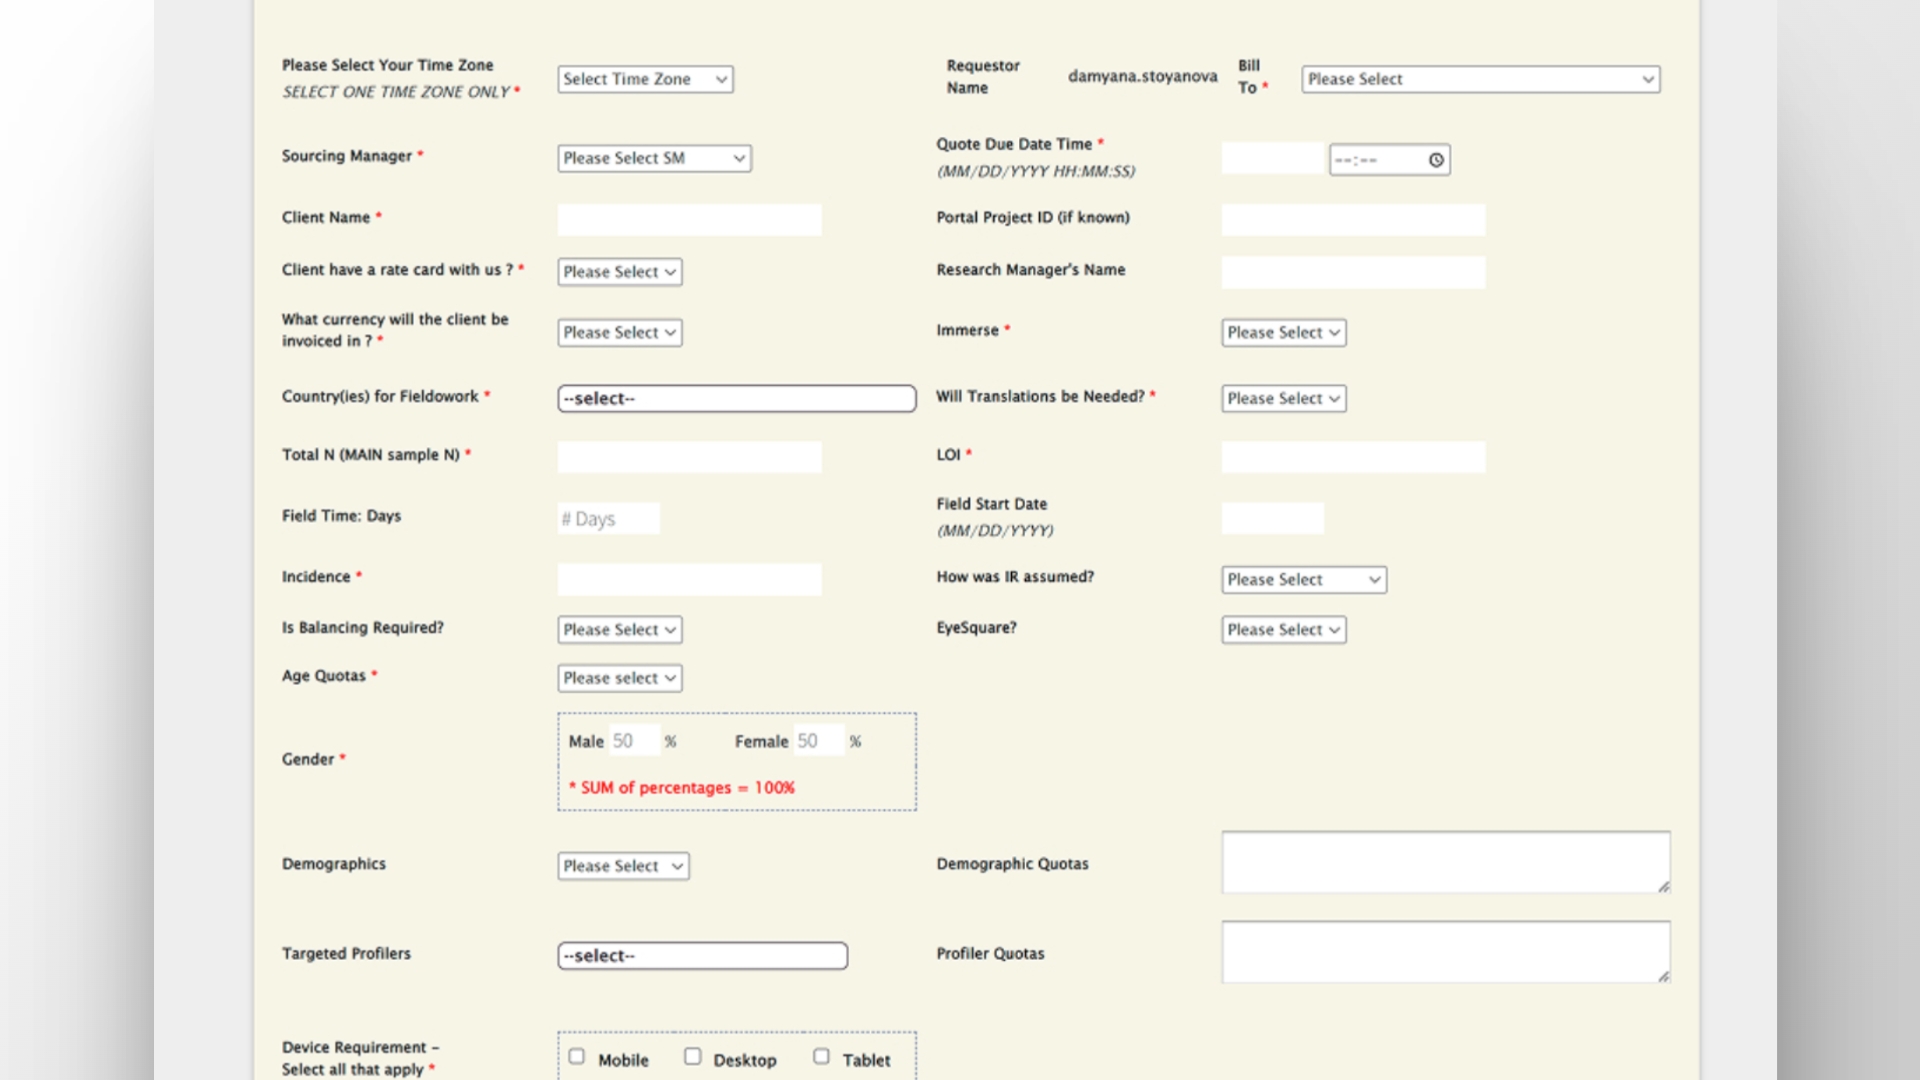 Please Select Your Time Zone
SELECT ONE TIME ZONE ONLY *
Select Time Zone
Requestor
Name
damyana.stoyanova
Bill
To *
Please Select
Sourcing Manager *
Please Select SM
Quote Due Date Time *
(MM/DD/YYYY HH:MM:SS)
--:--
Client Name *
Portal Project ID (if known)
Client have a rate card with us ? *
Please Select
Research Manager's Name
What currency will the client be
invoiced in ? *
Please Select
Immerse *
Please Select
Country(ies) for Fieldwork *
--select--
Will Translations be Needed? *
Please Select
Total N (MAIN sample N) *
LOI *
Field Time: Days
# Days
Field Start Date
(MM/DD/YYYY)
Incidence *
How was IR assumed?
Please Select
Is Balancing Required?
Please Select
EyeSquare?
Please Select
Age Quotas *
Please select
Gender *
Male 50 % Female 50 %
* SUM of percentages = 100%
Demographics
Please Select
Demographic Quotas
Targeted Profilers
--select--
Profiler Quotas
Device Requirement –
Select all that apply *
Mobile Desktop Tablet